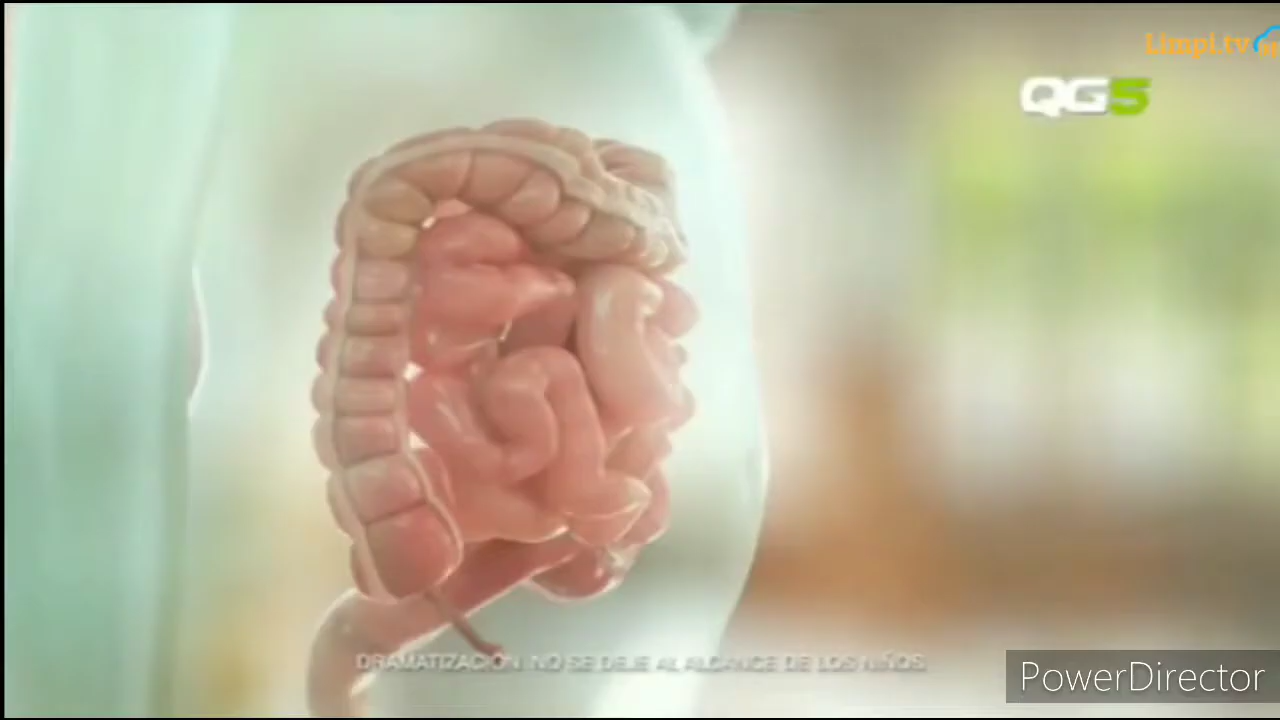 Limpi.tv
QG5
DRAMATIZACIÓN. NO SE DEJE AL ALCANCE DE LOS NIÑOS.
PowerDirector